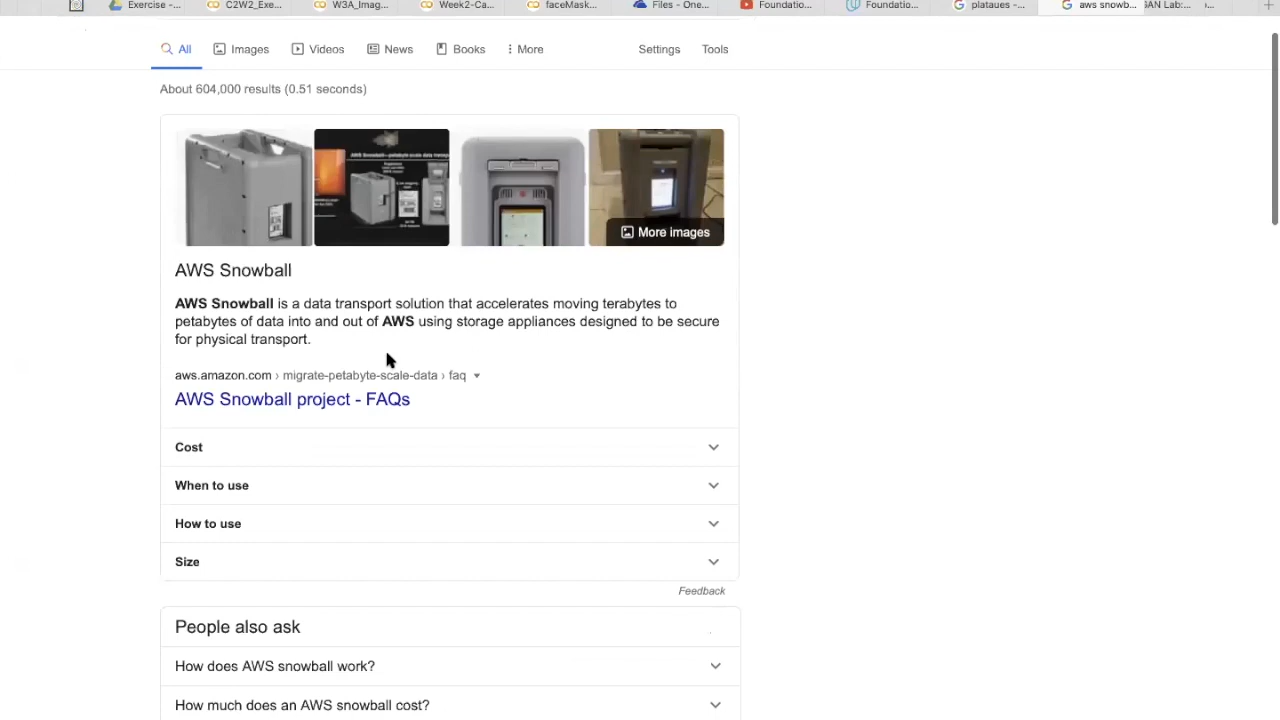 Exercise -...
C2W2_Exe...
W3A_Imag...
Week2-Ca...
faceMask...
Files - One...
Foundatio...
Foundatio...
plataues -...
aws snowb...
GAN Lab:...
All
Images
Videos
News
Books
More
Settings
Tools
About 604,000 results (0.51 seconds)
More images
AWS Snowball
AWS Snowball is a data transport solution that accelerates moving terabytes to
petabytes of data into and out of AWS using storage appliances designed to be secure
for physical transport.
aws.amazon.com › migrate-petabyte-scale-data › faq
AWS Snowball project - FAQs
Cost
When to use
How to use
Size
Feedback
People also ask
How does AWS snowball work?
How much does an AWS snowball cost?